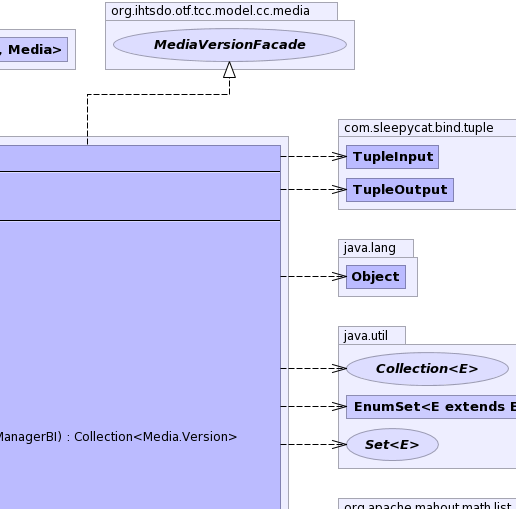 org.ihtsdo.otf.tcc.model.cc.media
MediaVersionFacade
, Media>
com.sleepycat.bind.tuple
TupleInput
TupleOutput
java.lang
Object
java.util
Collection<E>
EnumSet<E extends E
ManagerBI) : Collection<Media.Version>
Set<E>
org.apache.mahout.math.list